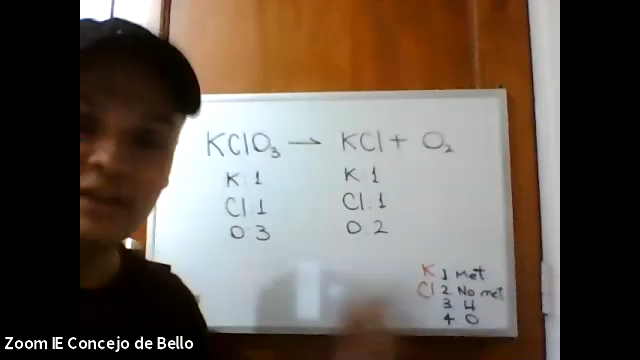 KClO₃ → KCl + O₂
K: 1 K: 1
Cl: 1 Cl: 1
O: 3 O: 2
K 1 Met
Cl 2 No met
3 H
4 O
Zoom IE Concejo de Bello